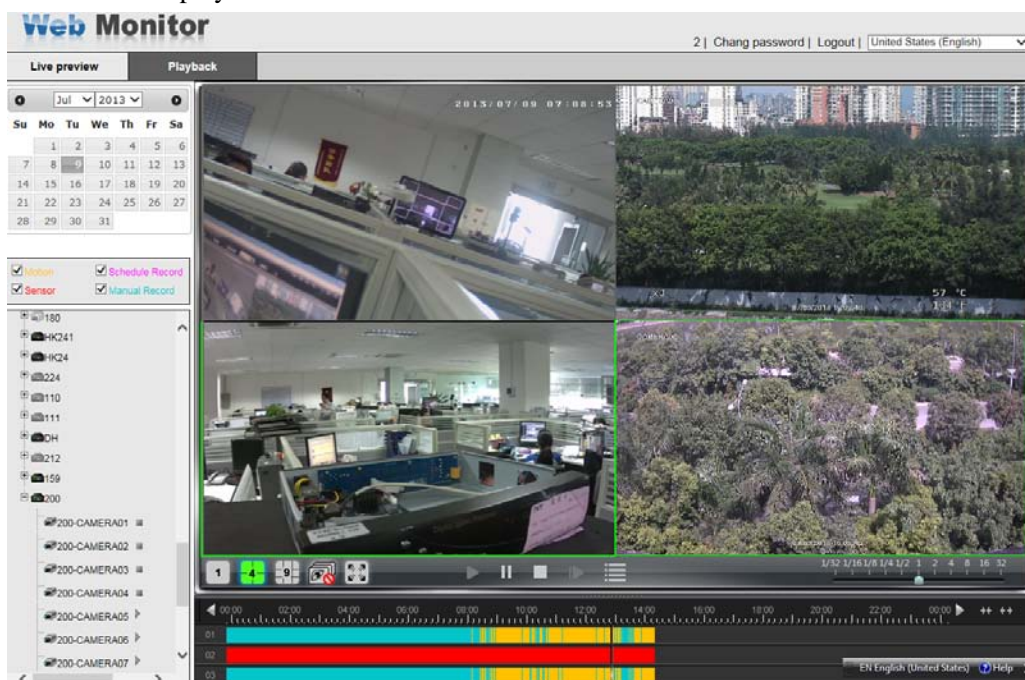 play
Web Monitor
2 | Chang password | Logout | United States (English)
Live preview
Playback
Jul 2013
Su Mo Tu We Th Fr Sa
1 2 3 4 5 6
7 8 9 10 11 12 13
14 15 16 17 18 19 20
21 22 23 24 25 26 27
28 29 30 31
Motion
Schedule Record
Sensor
Manual Record
180
HK241
HK24
224
110
111
DH
212
159
200
200-CAMERA01
200-CAMERA02
200-CAMERA03
200-CAMERA04
200-CAMERA05
200-CAMERA06
200-CAMERA07
2013/07/09 07:08:53
57 °C
1 4 9
1/32 1/16 1/8 1/4 1/2 1 2 4 8 16 32
00:00 02:00 04:00 06:00 08:00 10:00 12:00 14:00 16:00 18:00 20:00 22:00 00:00
01
02
03
EN English (United States) Help